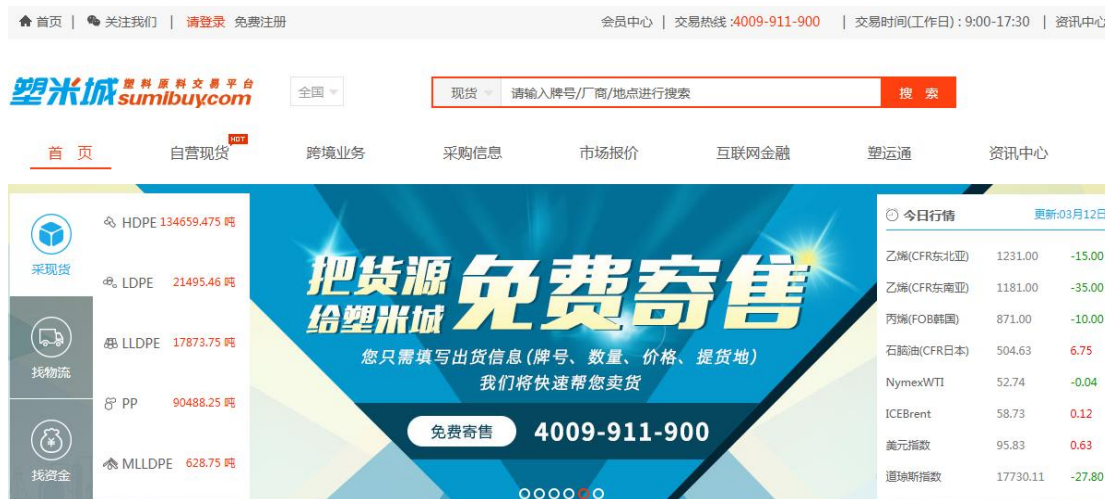 首页 | 关注我们 | 请登录 免费注册 会员中心 | 交易热线:4009-911-900 | 交易时间(工作日) : 9:00-17:30 | 资讯中心
塑米城 塑料原料交易平台
sumibuy.com
全国 现货 请输入牌号/厂商/地点进行搜索 搜 索
HOT
首 页 自营现货 跨境业务 采购信息 市场报价 互联网金融 塑运通 资讯中心
采现货
找物流
找资金
HDPE 134659.475 吨
LDPE 21495.46 吨
LLDPE 17873.75 吨
PP 90488.25 吨
MLLDPE 628.75 吨
把货源
给塑米城
免费寄售
您只需填写出货信息(牌号、数量、价格、提货地)
我们将快速帮您卖货
免费寄售 4009-911-900
今日行情 更新:03月12日
乙烯(CFR东北亚) 1231.00 -15.00
乙烯(CFR东南亚) 1181.00 -35.00
丙烯(FOB韩国) 871.00 -10.00
石脑油(CFR日本) 504.63 6.75
NymexWTI 52.74 -0.04
ICEBrent 58.73 0.12
美元指数 95.83 0.63
道琼斯指数 17730.11 -27.80